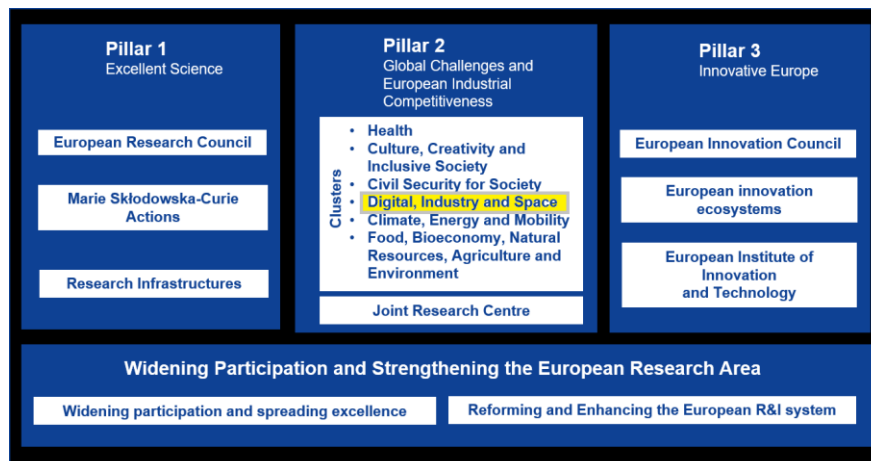 Pillar 1
Excellent Science
European Research Council
Marie Skłodowska-Curie
Actions
Research Infrastructures
Pillar 2
Global Challenges and
European Industrial
Competitiveness
Clusters
• Health
• Culture, Creativity and
Inclusive Society
• Civil Security for Society
• Digital, Industry and Space
• Climate, Energy and Mobility
• Food, Bioeconomy, Natural
Resources, Agriculture and
Environment
Joint Research Centre
Pillar 3
Innovative Europe
European Innovation Council
European innovation
ecosystems
European Institute of
Innovation
and Technology
Widening Participation and Strengthening the European Research Area
Widening participation and spreading excellence
Reforming and Enhancing the European R&I system